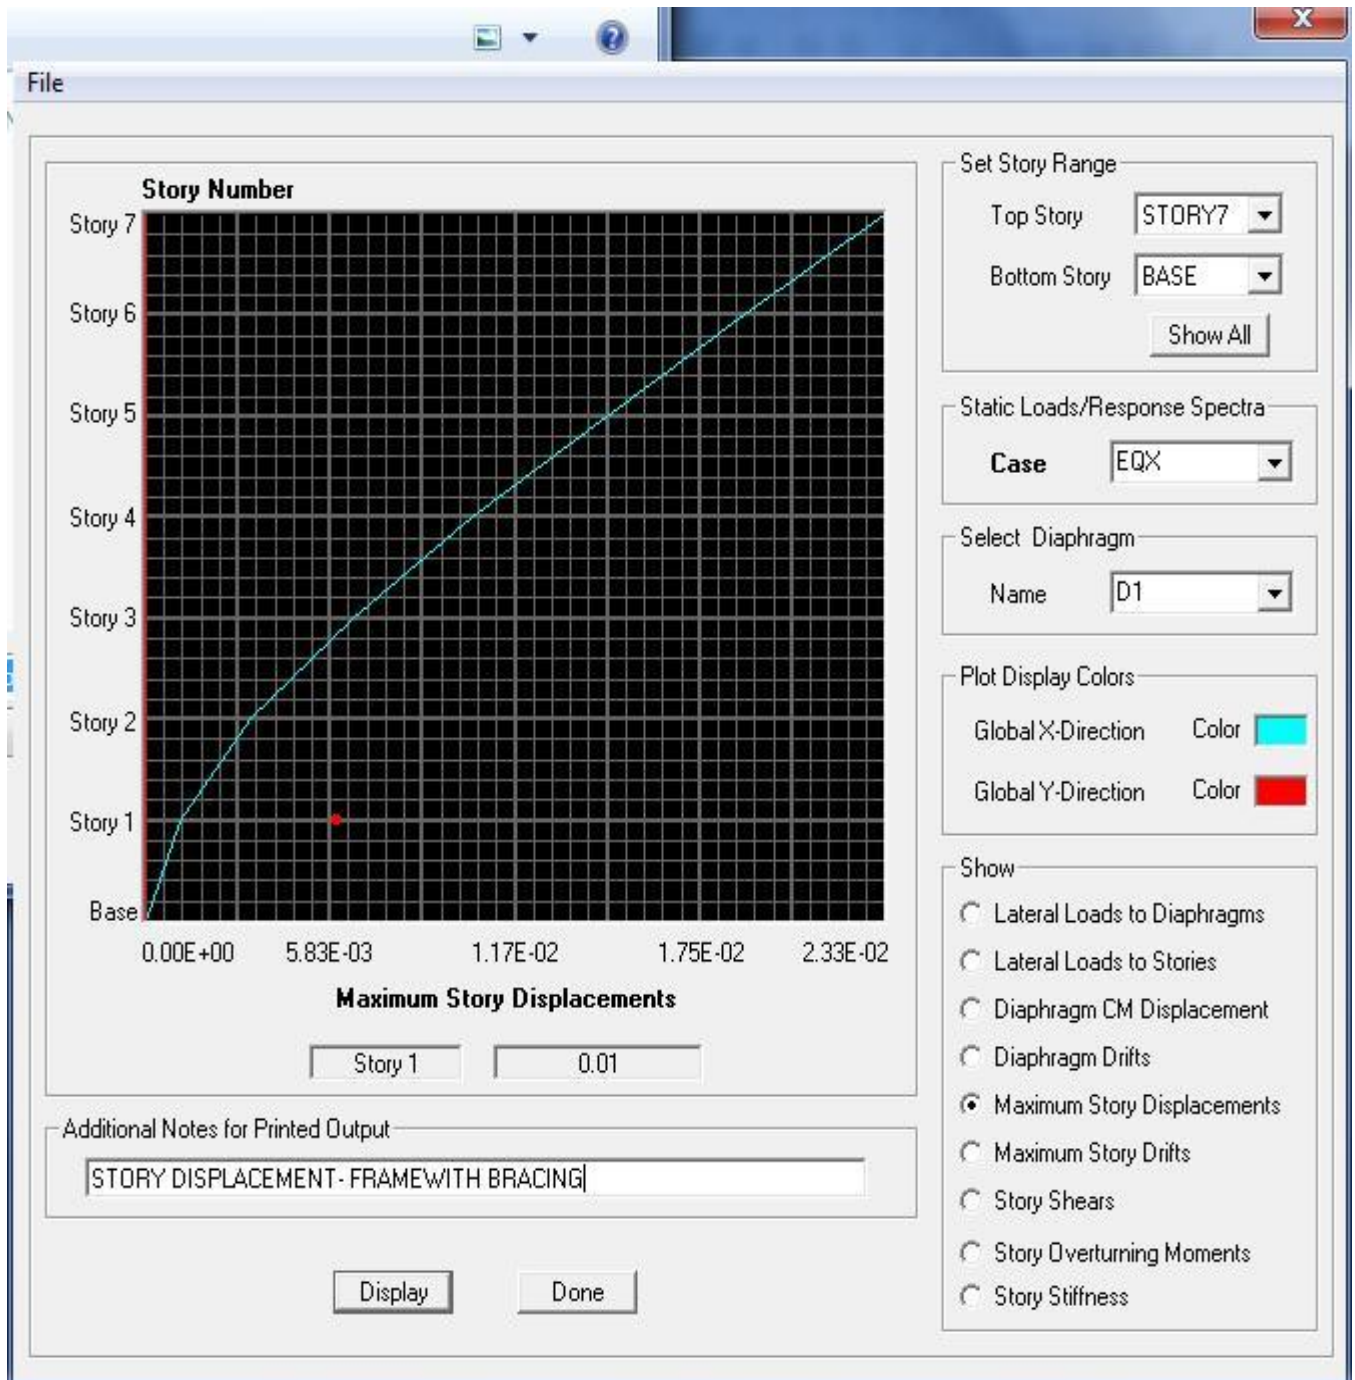 File
Story Number
Story 7
Story 6
Story 5
Story 4
Story 3
Story 2
Story 1
Base
0.00E+00 5.83E-03 1.17E-02 1.75E-02 2.33E-02
Maximum Story Displacements
Story 1 0.01
Additional Notes for Printed Output
STORY DISPLACEMENT- FRAMEWITH BRACING
Display Done
Set Story Range
Top Story STORY7
Bottom Story BASE
Show All
Static Loads/Response Spectra
Case EQX
Select Diaphragm
Name D1
Plot Display Colors
Global X-Direction Color
Global Y-Direction Color
Show
Lateral Loads to Diaphragms
Lateral Loads to Stories
Diaphragm CM Displacement
Diaphragm Drifts
Maximum Story Displacements
Maximum Story Drifts
Story Shears
Story Overturning Moments
Story Stiffness